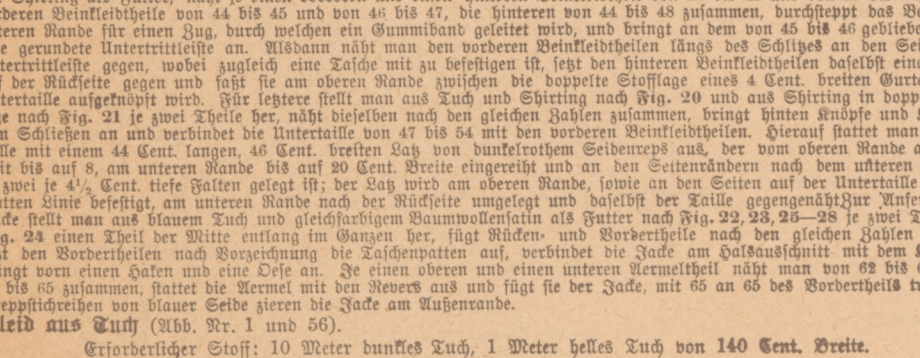 deren Beinkleidtheile von 44 bis 45 und von 46 bis 47, die hinteren von 44 bis 48 zusammen, durchsteppt das
teren Rande für einen Zug, durch welchen ein Gummiband geleitet wird, und bringt an dem von 45 bis 46 gebliebe
e gerundete Untertrittleiste an. Alsdann näht man den vorderen Beinkleidtheilen längs des Schlitzes an den Se
tertrittleiste gegen, wobei zugleich eine Tasche mit zu befestigen ist, setzt den hinteren Beinkleidtheilen daselbst ein
f der Rückseite gegen und faßt sie am oberen Rande zwischen die doppelte Stofflage eines 4 Cent. breiten Gurt
tertaille aufgeknöpft wird. Für letztere stellt man aus Tuch und Shirting nach Fig. 20 und aus Shirting in dopp
e nach Fig. 21 je zwei Theile her, näht dieselben nach den gleichen Zahlen zusammen, bringt hinten Knöpfe und
n Schließen an und verbindet die Untertaille von 47 bis 54 mit den vorderen Beinkleidtheilen. Hierauf stattet man
lle mit einem 44 Cent. langen, 46 Cent. breiten Latz von dunkelrothem Seidenreps aus, der vom oberen Rande
it bis auf 8, am unteren Rande bis auf 20 Cent. Breite eingereiht und an den Seitenrändern nach dem unteren
zwei je 4½ Cent. tiefe Falten gelegt ist; der Latz wird am oberen Rande, sowie an den Seiten auf der Untertaille
tten Linie befestigt, am unteren Rande nach der Rückseite umgelegt und daselbst der Taille gegengenäht. Zur Anfer
cke stellt man aus blauem Tuch und gleichfarbigem Baumwollensatin als Futter nach Fig. 22, 23, 25—28 je zwei
g. 24 einen Theil der Mitte entlang im Ganzen her, fügt Rücken- und Vordertheile nach den gleichen Zahlen
t den Vordertheilen nach Vorzeichnung die Taschenpatten auf, verbindet die Jacke am Halsausschnitt mit dem
ingt vorn einen Haken und eine Oese an. Je einen oberen und einen unteren Aermeltheil näht man von 62 bis
bis 65 zusammen, stattet die Aermel mit den Revers aus und fügt sie der Jacke, mit 65 an 65 des Vordertheils
eppstichreihen von blauer Seide zieren die Jacke am Außenrande.
leid aus Tuch (Abb. Nr. 1 und 56).
Erforderlicher Stoff: 10 Meter dunkles Tuch, 1 Meter helles Tuch von 140 Cent. Breite.